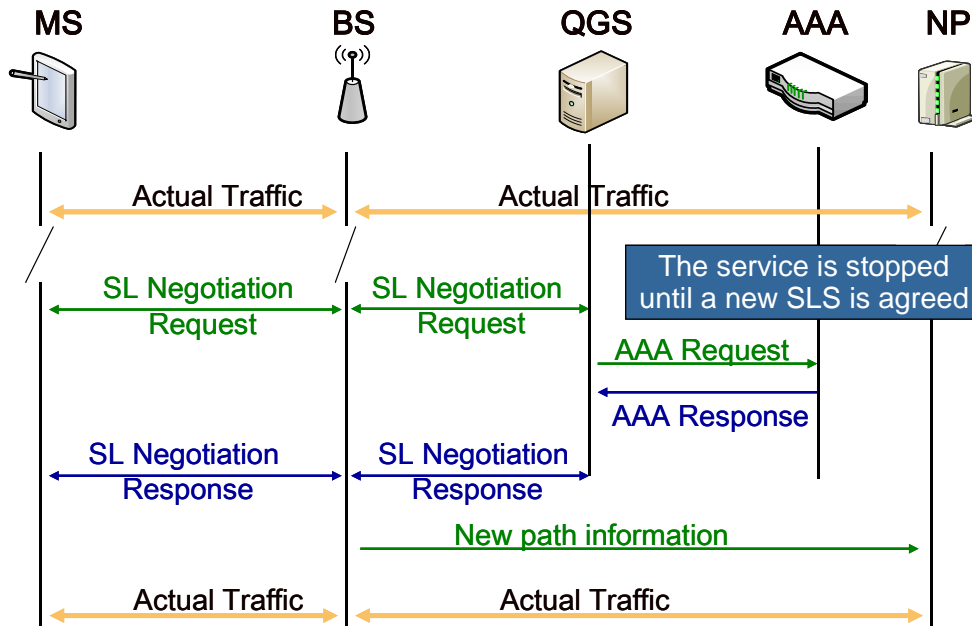 MS BS QGS AAA NP
Actual Traffic Actual Traffic
The service is stopped
until a new SLS is agreed
SL Negotiation SL Negotiation
Request Request
AAA Request
AAA Response
SL Negotiation SL Negotiation
Response Response
New path information
Actual Traffic Actual Traffic